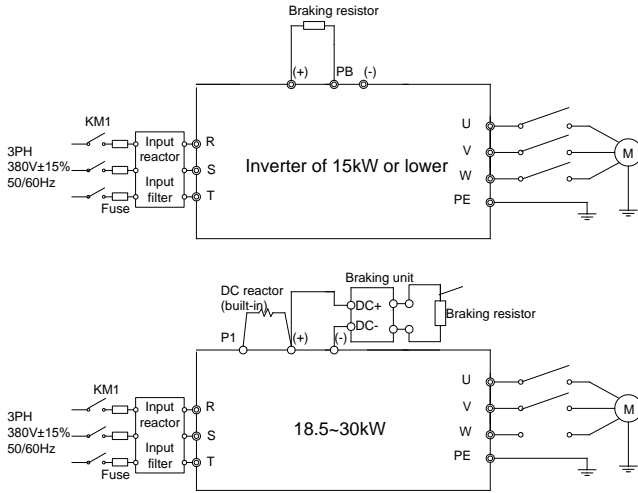 Braking resistor
(+)
PB
(-)
KM1
3PH
380V±15%
50/60Hz
Fuse
Input
reactor
Input
filter
R
S
T
Inverter of 15kW or lower
U
V
W
PE
M
DC reactor
(built-in)
Braking unit
DC+
DC-
Braking resistor
P1
(+)
(-)
KM1
3PH
380V±15%
50/60Hz
Fuse
Input
reactor
Input
filter
R
S
T
18.5~30kW
U
V
W
PE
M